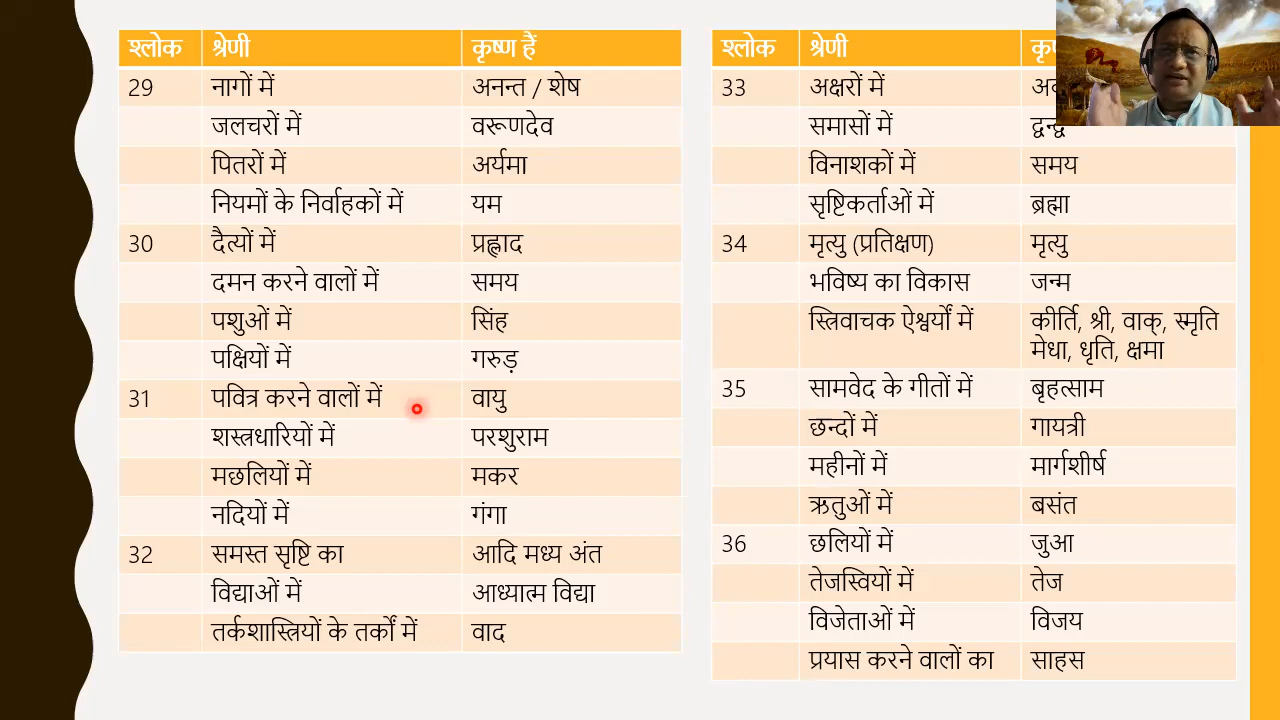 श्लोक श्रेणी कृष्ण हैं
29 नागों में अनन्त / शेष
जलचरों में वरूणदेव
पितरों में अर्यमा
नियमों के निर्वाहकों में यम
30 दैत्यों में प्रह्लाद
दमन करने वालों में समय
पशुओं में सिंह
पक्षियों में गरुड़
31 पवित्र करने वालों में वायु
शस्त्रधारियों में परशुराम
मछलियों में मकर
नदियों में गंगा
32 समस्त सृष्टि का आदि मध्य अंत
विद्याओं में आध्यात्म विद्या
तर्कशास्त्रियों के तर्कों में वाद
श्लोक श्रेणी
33 अक्षरों में
समासों में द्वन्द्व
विनाशकों में समय
सृष्टिकर्ताओं में ब्रह्मा
34 मृत्यु (प्रतिक्षण) मृत्यु
भविष्य का विकास जन्म
स्त्रिवाचक ऐश्वर्यों में कीर्ति, श्री, वाक्, स्मृति
मेधा, धृति, क्षमा
35 सामवेद के गीतों में बृहत्साम
छन्दों में गायत्री
महीनों में मार्गशीर्ष
ऋतुओं में बसंत
36 छलियों में जुआ
तेजस्वियों में तेज
विजेताओं में विजय
प्रयास करने वालों का साहस